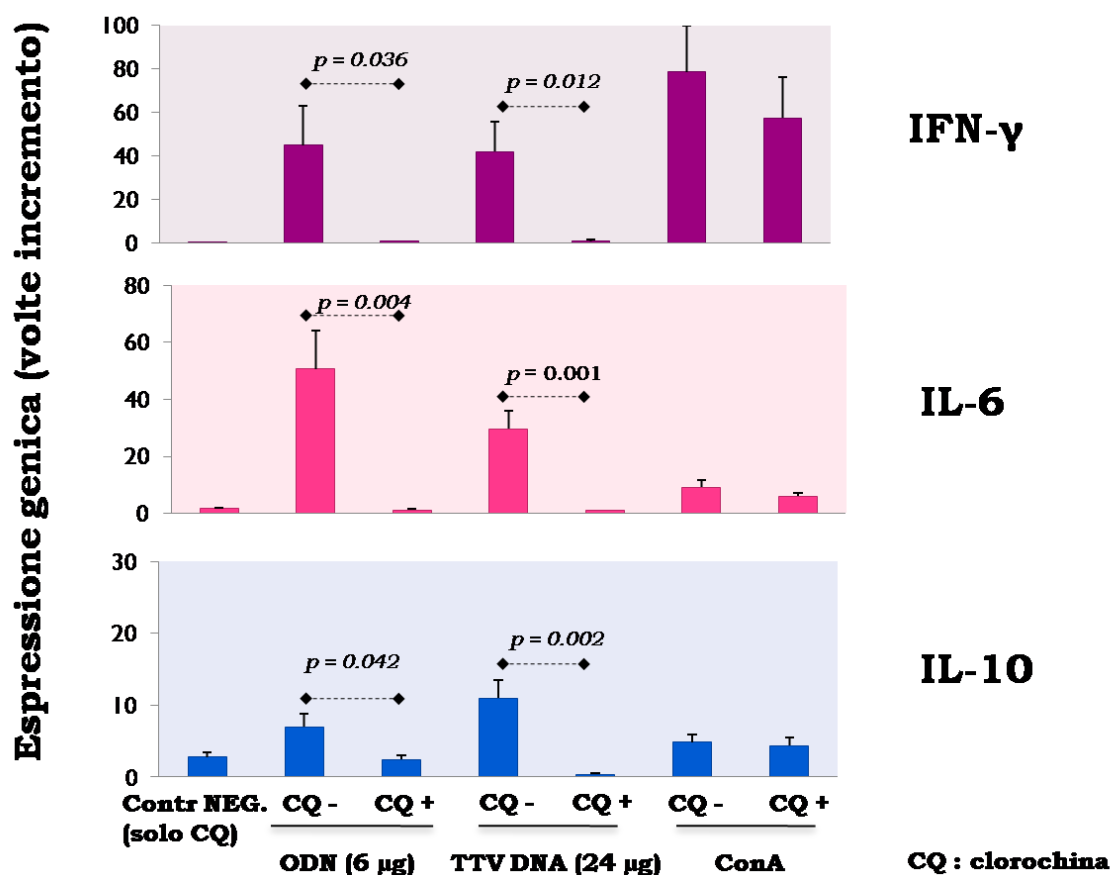 Espressione genica (volte incremento)
100
80
60
40
20
0
p = 0.036
p = 0.012
IFN-γ
80
60
40
20
0
p = 0.004
p = 0.001
IL-6
30
20
10
0
p = 0.042
p = 0.002
IL-10
Contr NEG. CQ - CQ + CQ - CQ + CQ - CQ +
(solo CQ)
ODN (6 µg) TTV DNA (24 µg) ConA
CQ : clorochina